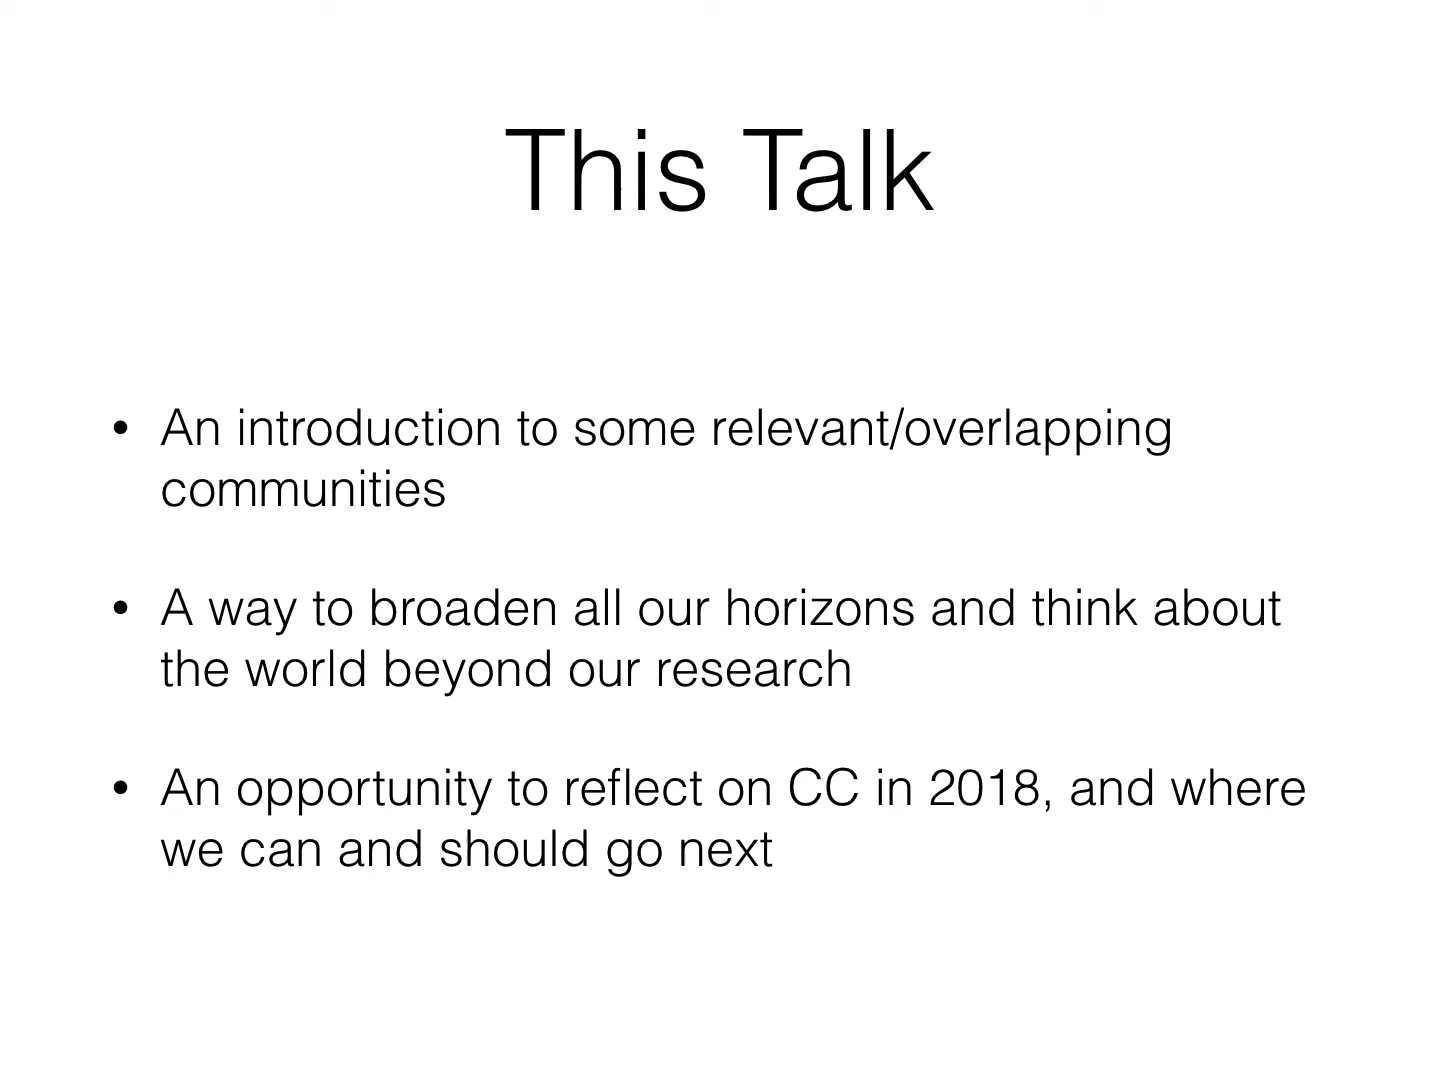 This Talk
• An introduction to some relevant/overlapping
communities
• A way to broaden all our horizons and think about
the world beyond our research
• An opportunity to reflect on CC in 2018, and where
we can and should go next